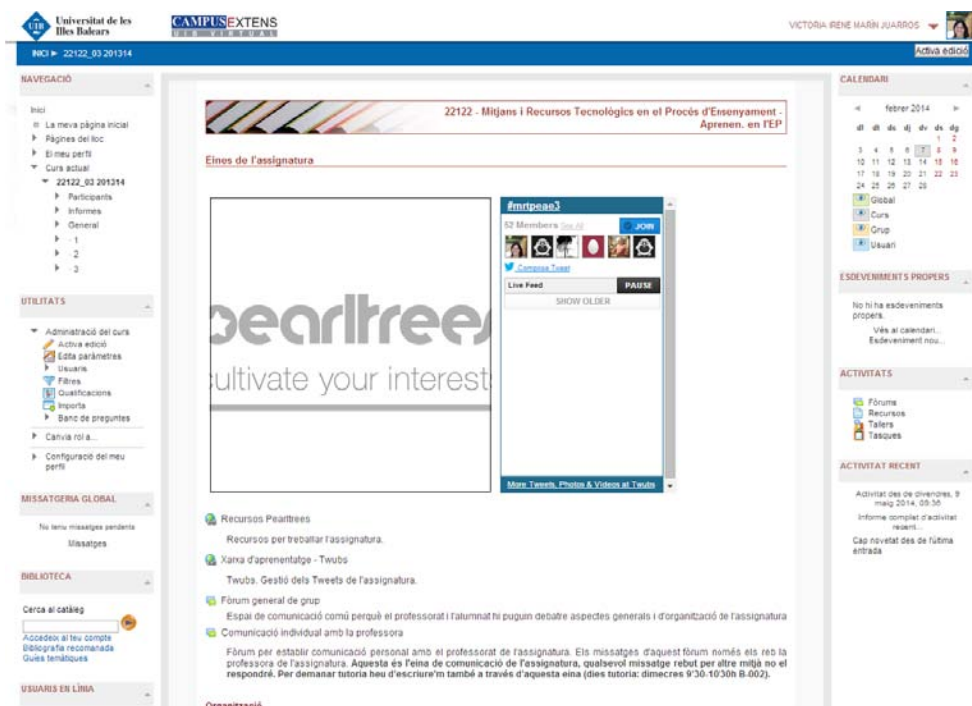 Universitat de les
Illes Balears
CAMPUSEXTENS
UIB VIRTUAL
VICTORIA IRENE MARÍN JUARROS
INICI ► 22122_03 201314
Activa edició
NAVEGACIÓ
Inici
La meva pàgina inicial
Pàgines del lloc
El meu perfil
Curs actual
22122_03 201314
Participants
Informes
General
- 1
- 2
- 3
UTILITATS
Administració del curs
Activa edició
Edita paràmetres
Usuaris
Filtres
Qualificacions
Importa
Banc de preguntes
Canvia rol a...
Configuració del meu
perfil
MISSATGERIA GLOBAL
No teniu missatges pendents
Missatges
BIBLIOTECA
Cerca al catàleg
Accedeix al teu compte
Bibliografia recomanada
Guies temàtiques
USUARIS EN LÍNIA
22122 - Mitjans i Recursos Tecnològics en el Procés d'Ensenyament -
Aprenen. en l'EP
Eines de l'assignatura
pearltrees
cultivate your interest
#mrtpeae3
52 Members See All
JOIN
Compose Tweet
Live Feed
PAUSE
SHOW OLDER
More Tweets, Photos & Videos at Twubs
Recursos Pearltrees
Recursos per treballar l'assignatura.
Xarxa d'aprenentatge - Twubs
Twubs. Gestió dels Tweets de l'assignatura.
Fòrum general de grup
Espai de comunicació comú perquè el professorat i l'alumnat hi puguin debatre aspectes generals i d'organització de l'assignatura
Comunicació individual amb la professora
Fòrum per establir comunicació personal amb el professorat de l'assignatura. Els missatges d'aquest fòrum només els reb la
professora de l'assignatura. Aquesta és l'eina de comunicació de l'assignatura, qualsevol missatge rebut per altre mitjà no el
respondré. Per demanar tutoria heu d'escriure'm també a través d'aquesta eina (dies tutoria: dimecres 9'30-10'30h B-002).
Organització
CALENDARI
febrer 2014
dl dt ds dj dv ds dg
1 2
3 4 5 6 7 8 9
10 11 12 13 14 15 16
17 18 19 20 21 22 23
24 25 26 27 28
Global
Curs
Grup
Usuari
ESDEVENIMENTS PROPERS
No hi ha esdeveniments
propers.
Vés al calendari...
Esdeveniment nou...
ACTIVITATS
Fòrums
Recursos
Tallers
Tasques
ACTIVITAT RECENT
Activitat des de divendres, 9
maig 2014, 09:36
Informe complet d'activitat
recent...
Cap novetat des de l'última
entrada